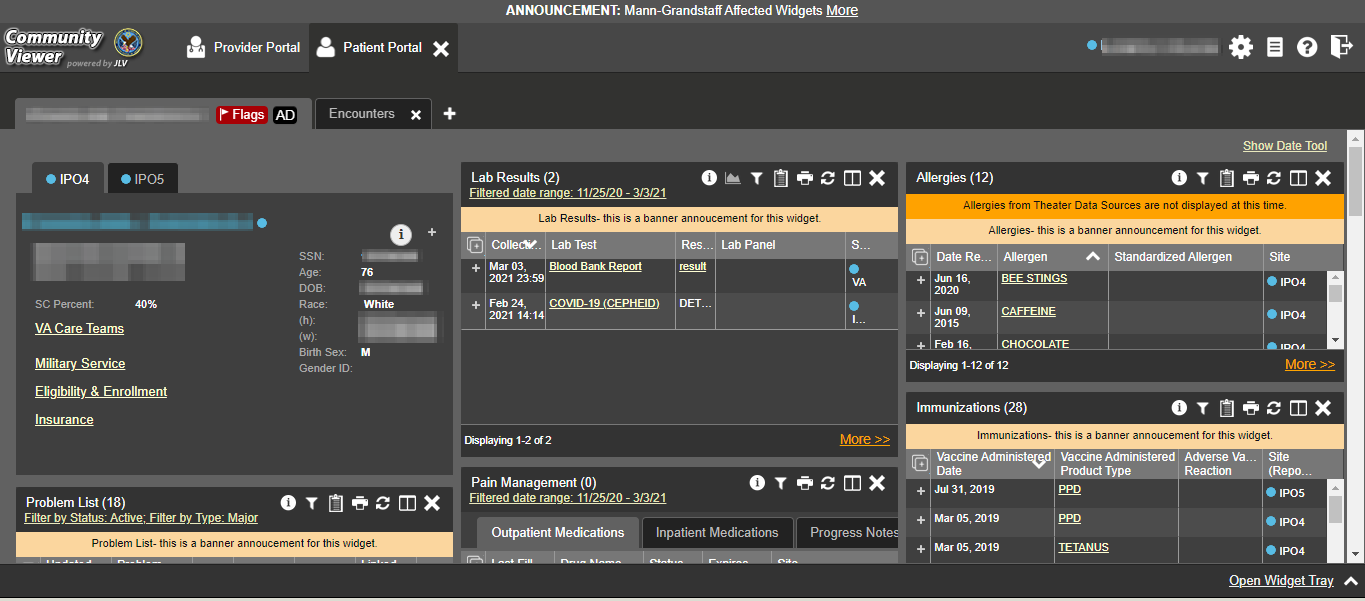 ANNOUNCEMENT: Mann-Grandstaff Affected Widgets More
Community Viewer powered by JLV
Provider Portal
Patient Portal
Flags AD
Encounters
Show Date Tool
IPO4
IPO5
SSN:
Age: 76
DOB:
Race: White
(h):
(w):
Birth Sex: M
Gender ID:
SC Percent: 40%
VA Care Teams
Military Service
Eligibility & Enrollment
Insurance
Problem List (18)
Filter by Status: Active; Filter by Type: Major
Problem List- this is a banner annoucement for this widget.
Updated Problem Linked
Lab Results (2)
Filtered date range: 11/25/20 - 3/3/21
Lab Results- this is a banner annoucement for this widget.
Lab Test Res... Lab Panel S...
Mar 03, 2021 23:59 Blood Bank Report result VA
Feb 24, 2021 14:14 COVID-19 (CEPHEID) DET... I...
Displaying 1-2 of 2
More >>
Pain Management (0)
Filtered date range: 11/25/20 - 3/3/21
Outpatient Medications
Inpatient Medications
Progress Notes
Last Fill Drug Name Status Expires Site
Allergies (12)
Allergies from Theater Data Sources are not displayed at this time.
Allergies- this is a banner annoucement for this widget.
Date Re... Allergen Standardized Allergen Site
Jun 16, 2020 BEE STINGS IPO4
Jun 09, 2015 CAFFEINE IPO4
Feb 16, CHOCOLATE IPO4
Displaying 1-12 of 12
More >>
Immunizations (28)
Immunizations- this is a banner annoucement for this widget.
Vaccine Administered Date
Vaccine Administered Product Type
Adverse Va... Reaction
Site (Repo...
Jul 31, 2019 PPD IPO5
Mar 05, 2019 PPD IPO4
Mar 05, 2019 TETANUS IPO4
Open Widget Tray